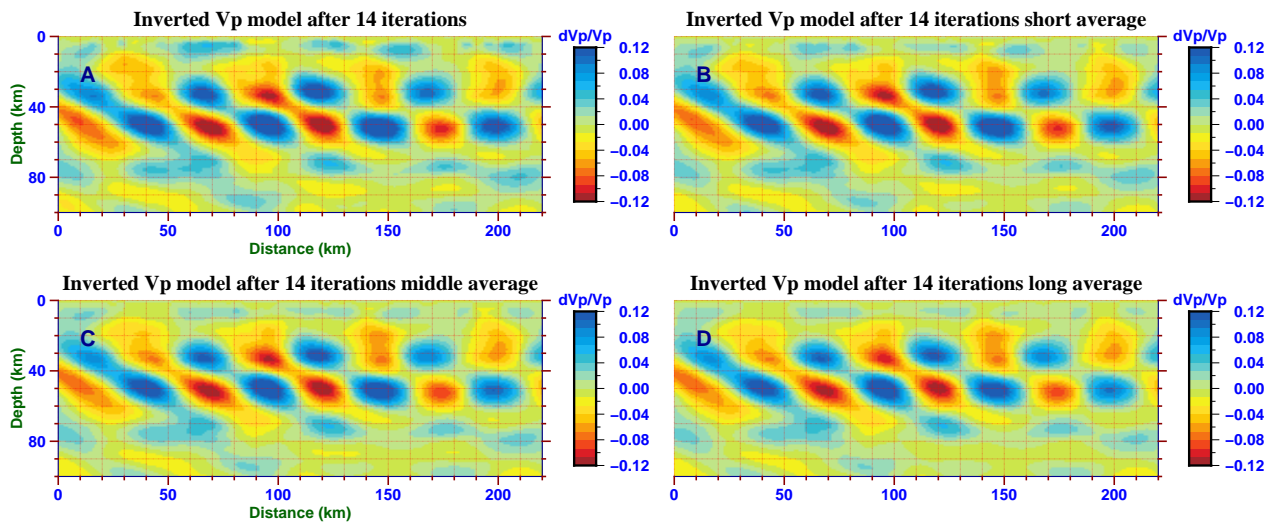 Inverted Vp model after 14 iterations
Inverted Vp model after 14 iterations short average
dVp/Vp
dVp/Vp
0
40
80
Depth (km)
A
B
0.12
0.08
0.04
0.00
−0.04
−0.08
−0.12
0.12
0.08
0.04
0.00
−0.04
−0.08
−0.12
0 50 100 150 200
0 50 100 150 200
Distance (km)
Inverted Vp model after 14 iterations middle average
Inverted Vp model after 14 iterations long average
dVp/Vp
dVp/Vp
0
40
80
Depth (km)
C
D
0.12
0.08
0.04
0.00
−0.04
−0.08
−0.12
0.12
0.08
0.04
0.00
−0.04
−0.08
−0.12
0 50 100 150 200
0 50 100 150 200
Distance (km)